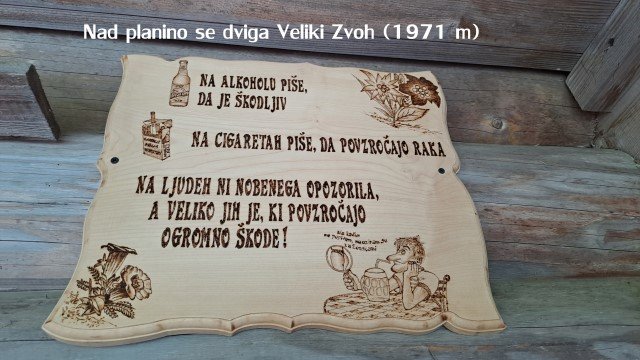 Nad planino se dviga Veliki Zvoh (1971 m)
NA ALKOHOLU PIŠE,
DA JE ŠKODLJIV
NA CIGARETAH PIŠE, DA POVZROČAJO RAKA
NA LJUDEH NI NOBENEGA OPOZORILA,
A VELIKO JIH JE, KI POVZROČAJO
OGROMNO ŠKODE!